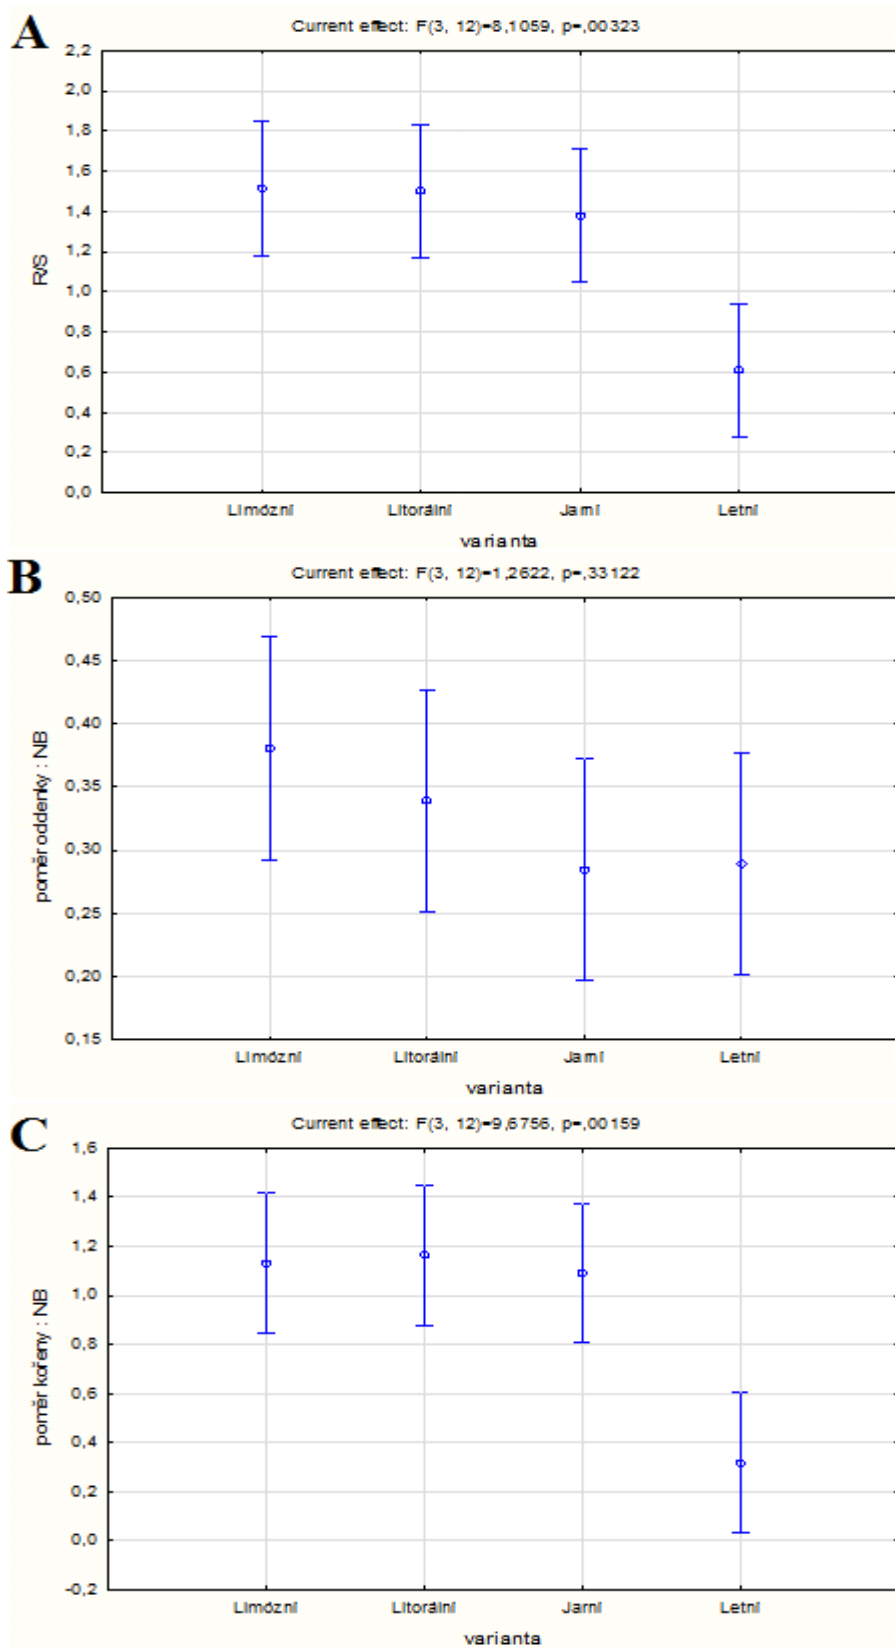 A
Current effect: F(3, 12)=8,1059, p=,00323
2,2
2,0
1,8
1,6
1,4
1,2
1,0
0,8
0,6
0,4
0,2
0,0
R/S
Limózní Litorální Jarní Letní
varianta
B
Current effect: F(3, 12)=1,2622, p=,33122
0,50
0,45
0,40
0,35
0,30
0,25
0,20
0,15
poměr oddenky : NB
Limózní Litorální Jarní Letní
varianta
C
Current effect: F(3, 12)=9,6756, p=,00159
1,6
1,4
1,2
1,0
0,8
0,6
0,4
0,2
0,0
-0,2
poměr kořeny : NB
Limózní Litorální Jarní Letní
varianta